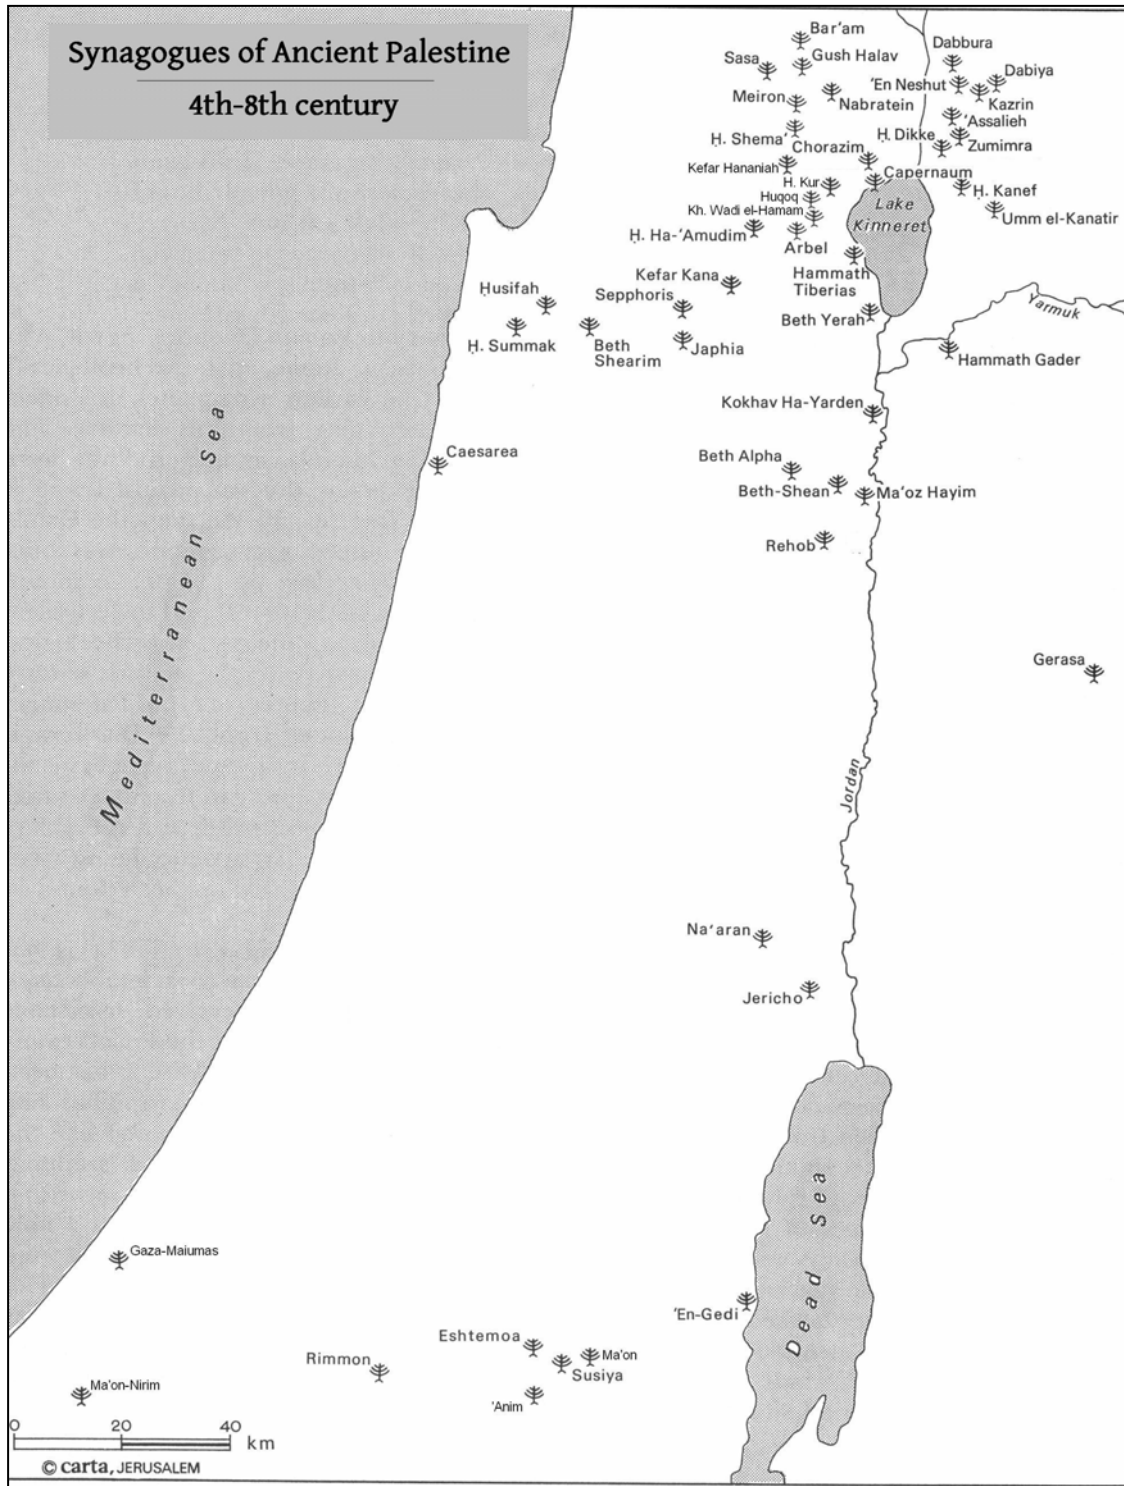 Synagogues of Ancient Palestine
4th-8th century
Bar'am
Gush Halav
Sasa
Dabbura
Dabiya
'En Neshut
Kazrin
Meiron
Nabratein
'Assalieh
Ḥ. Dikke
Zumimra
Ḥ. Shema'
Chorazim
Kefar Hananiah
Capernaum
H. Kur
Ḥ. Kanef
Huqoq
Lake
Kinneret
Kh. Wadi el-Hamam
Umm el-Kanatir
Ḥ. Ha-'Amudim
Arbel
Hammath
Tiberias
Kefar Kana
Sepphoris
Ḥusifah
Yarmuk
Beth Yerah
Ḥ. Summak
Beth
Shearim
Japhia
Hammath Gader
Kokhav Ha-Yarden
Caesarea
Beth Alpha
Beth-Shean
Ma'oz Hayim
Rehob
Mediterranean Sea
Gerasa
Jordan
Na'aran
Jericho
Dead Sea
Gaza-Maiumas
'En-Gedi
Eshtemoa
Ma'on
Rimmon
Susiya
Ma'on-Nirim
'Anim
0 20 40
km
© carta, JERUSALEM